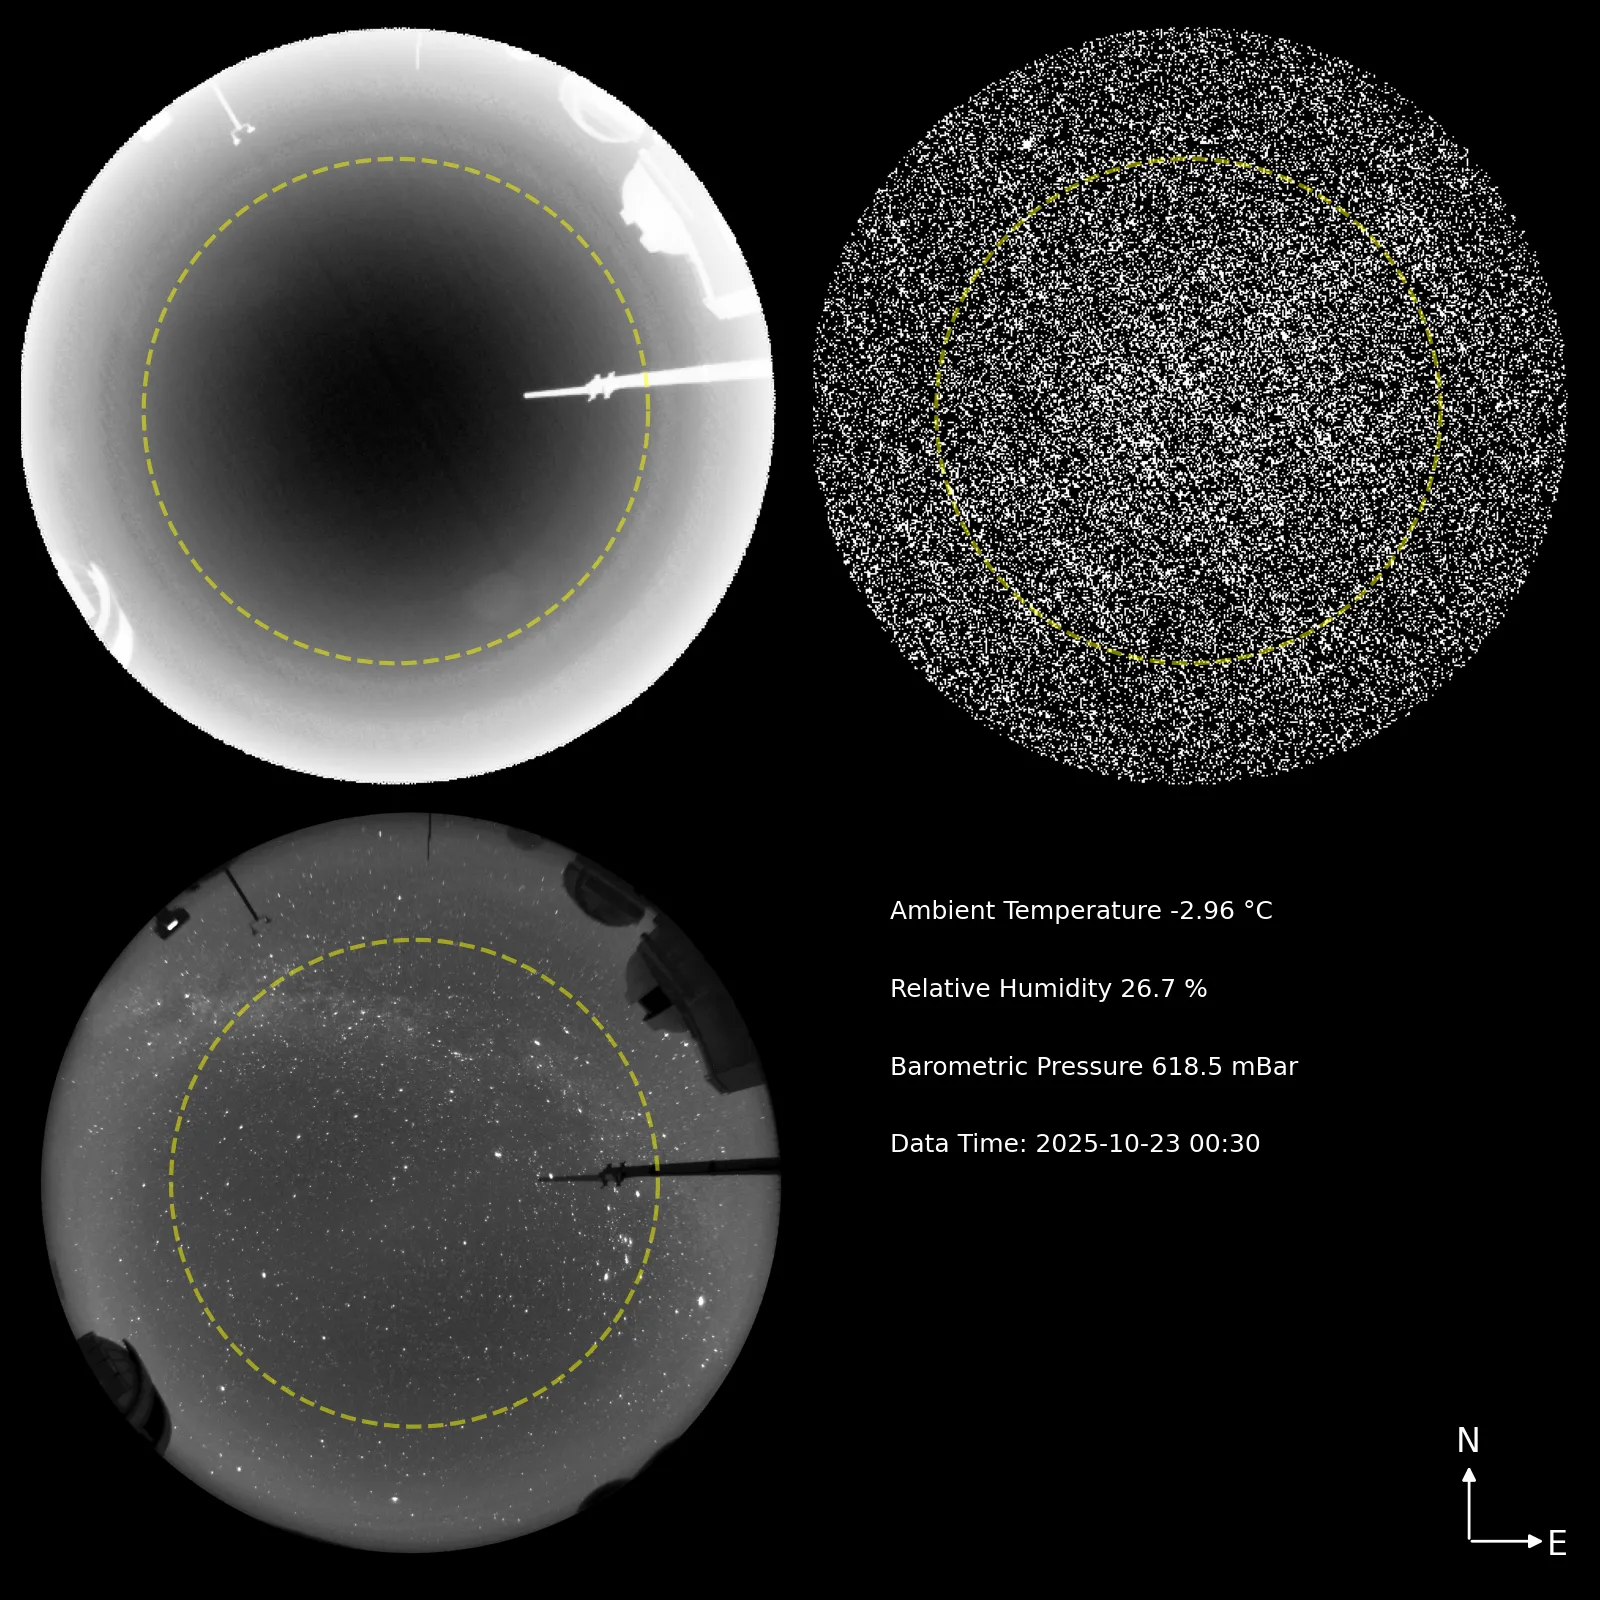 Ambient Temperature -2.96 °C
Relative Humidity 26.7 %
Barometric Pressure 618.5 mBar
Data Time: 2025-10-23 00:30
N
E